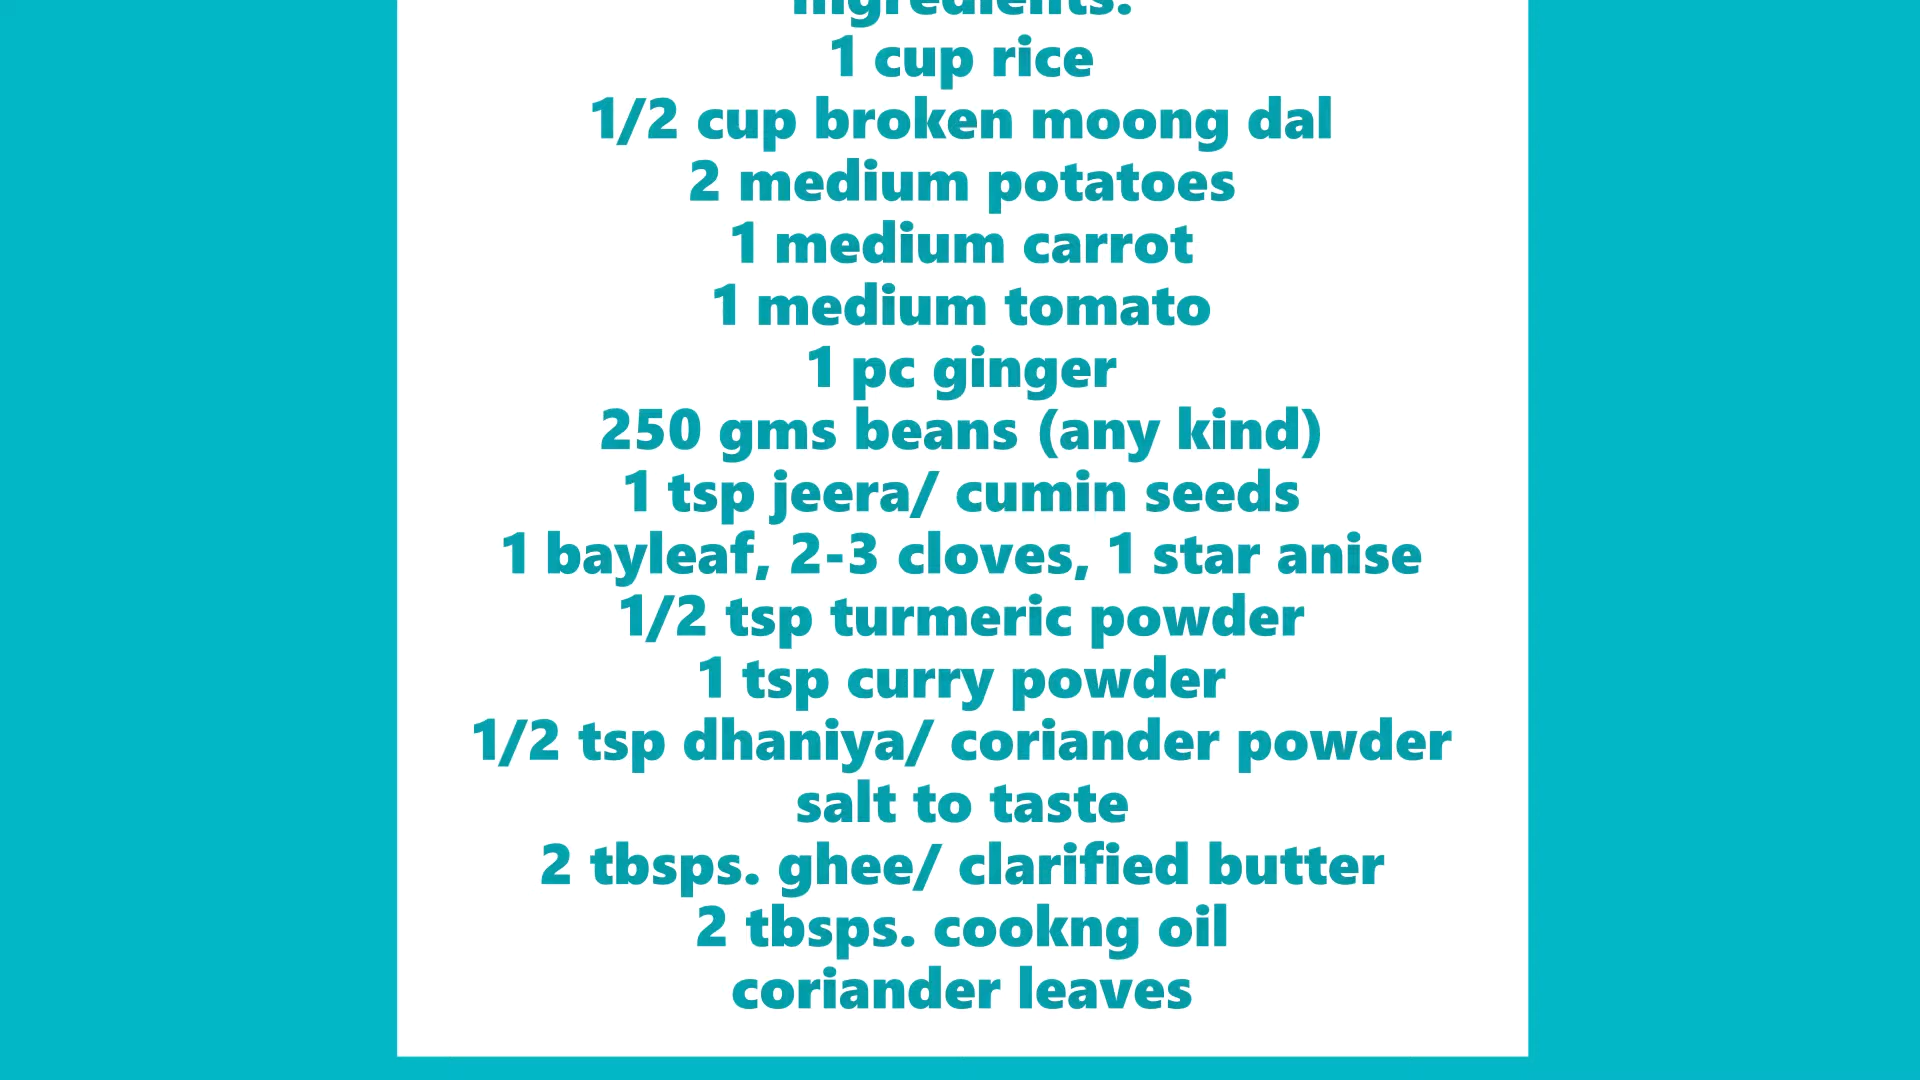 Ingredients:
1 cup rice
1/2 cup broken moong dal
2 medium potatoes
1 medium carrot
1 medium tomato
1 pc ginger
250 gms beans (any kind)
1 tsp jeera/ cumin seeds
1 bayleaf, 2-3 cloves, 1 star anise
1/2 tsp turmeric powder
1 tsp curry powder
1/2 tsp dhaniya/ coriander powder
salt to taste
2 tbsps. ghee/ clarified butter
2 tbsps. cookng oil
coriander leaves